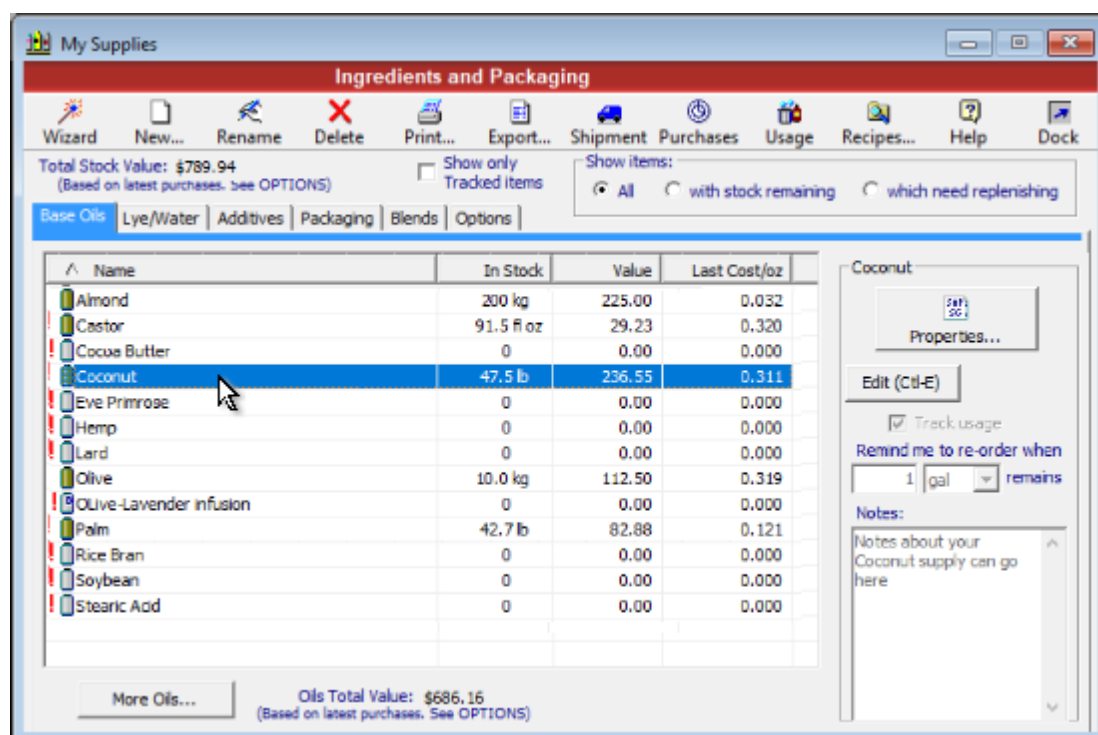 My Supplies
Ingredients and Packaging
Wizard New... Rename Delete Print... Export... Shipment Purchases Usage Recipes... Help Dock
Total Stock Value: $789.94
(Based on latest purchases. See OPTIONS)
Show only
Tracked items
Show items:
All with stock remaining which need replenishing
Base Oils Lye/Water Additives Packaging Blends Options
Name In Stock Value Last Cost/oz
Almond 200 kg 225.00 0.032
Castor 91.5 fl oz 29.23 0.320
Cocoa Butter 0 0.00 0.000
Coconut 47.5 lb 236.55 0.311
Eve Primrose 0 0.00 0.000
Hemp 0 0.00 0.000
Lard 0 0.00 0.000
Olive 10.0 kg 112.50 0.319
OLive-Lavender infusion 0 0.00 0.000
Palm 42.7 lb 82.88 0.121
Rice Bran 0 0.00 0.000
Soybean 0 0.00 0.000
Stearic Acid 0 0.00 0.000
More Oils...
Oils Total Value: $686.16
(Based on latest purchases. See OPTIONS)
Coconut
Properties...
Edit (Ctl-E)
Track usage
Remind me to re-order when
1 gal remains
Notes:
Notes about your
Coconut supply can go
here